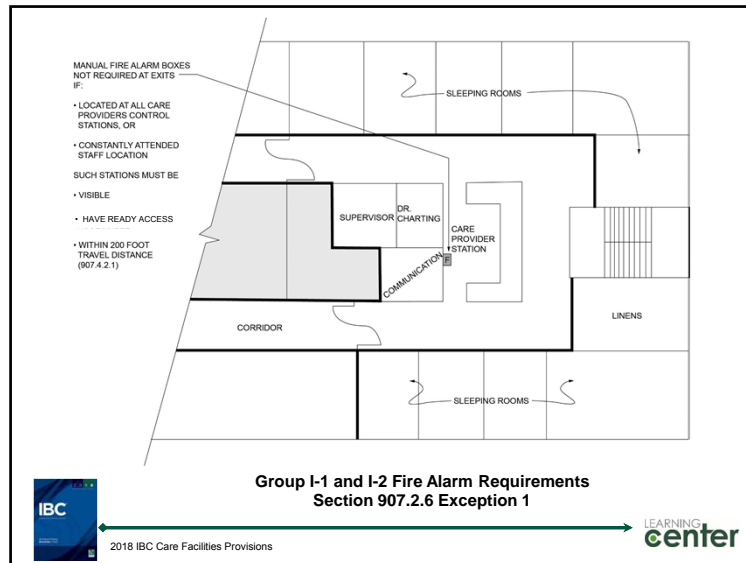 MANUAL FIRE ALARM BOXES
NOT REQUIRED AT EXITS
IF:
• LOCATED AT ALL CARE
PROVIDERS CONTROL
STATIONS, OR
• CONSTANTLY ATTENDED
STAFF LOCATION
SUCH STATIONS MUST BE
• VISIBLE
• HAVE READY ACCESS
• WITHIN 200 FOOT
TRAVEL DISTANCE
(907.4.2.1)
SLEEPING ROOMS
SUPERVISOR
DR.
CHARTING
CARE
PROVIDER
STATION
COMMUNICATION
F
LINENS
CORRIDOR
SLEEPING ROOMS
Group I-1 and I-2 Fire Alarm Requirements
Section 907.2.6 Exception 1
IBC
2018 IBC Care Facilities Provisions
LEARNING
center